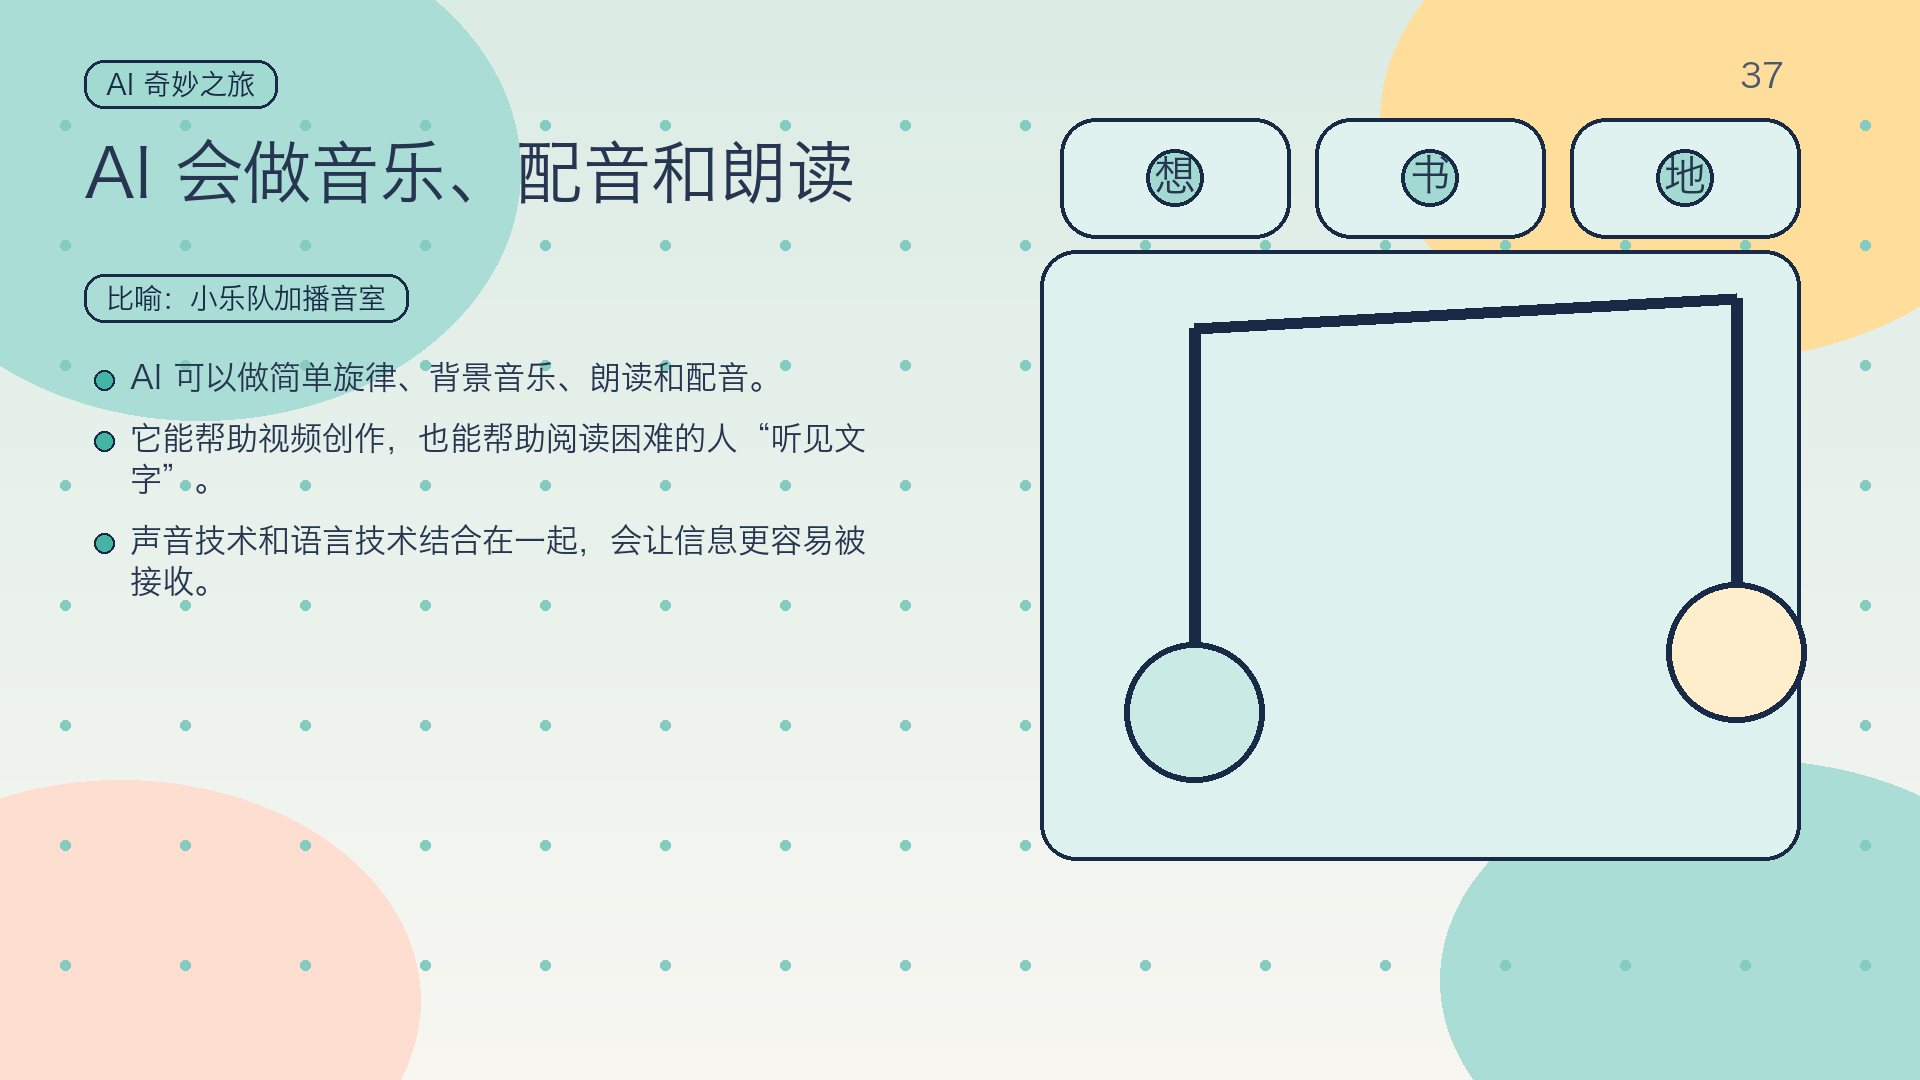 AI 奇妙之旅
37
AI 会做音乐、配音和朗读
想
书
地
比喻：小乐队加播音室
AI 可以做简单旋律、背景音乐、朗读和配音。
它能帮助视频创作，也能帮助阅读困难的人“听见文
字”。
声音技术和语言技术结合在一起，会让信息更容易被
接收。